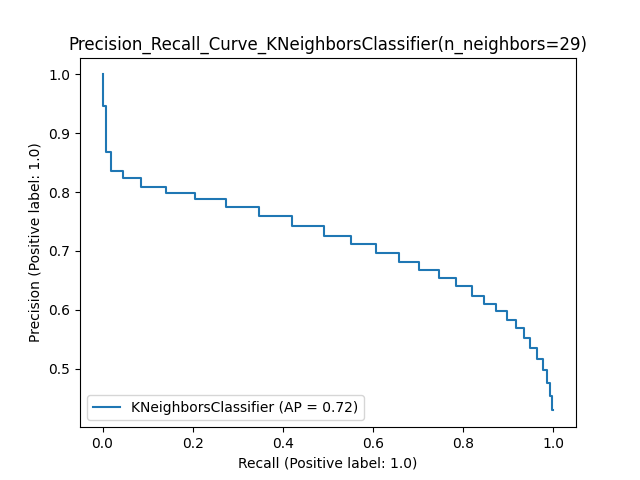 Precision_Recall_Curve_KNeighborsClassifier(n_neighbors=29)
1.0
0.9
0.8
0.7
0.6
0.5
Precision (Positive label: 1.0)
KNeighborsClassifier (AP = 0.72)
0.0 0.2 0.4 0.6 0.8 1.0
Recall (Positive label: 1.0)